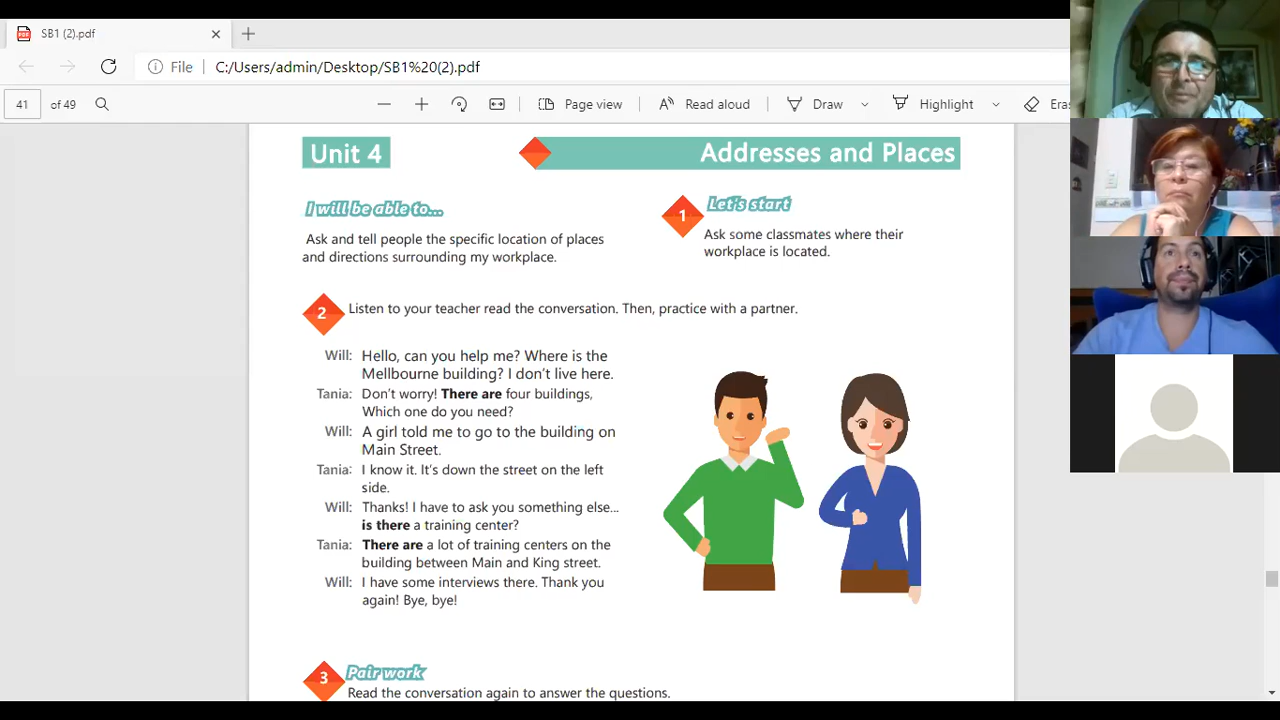 SB1 (2).pdf
File
C:/Users/admin/Desktop/SB1%20(2).pdf
41 of 49
Page view
Read aloud
Draw
Highlight
Eras
Unit 4
Addresses and Places
I will be able to...
Ask and tell people the specific location of places
and directions surrounding my workplace.
1
Let's start
Ask some classmates where their
workplace is located.
2
Listen to your teacher read the conversation. Then, practice with a partner.
Will: Hello, can you help me? Where is the
Mellbourne building? I don't live here.
Tania: Don't worry! There are four buildings,
Which one do you need?
Will: A girl told me to go to the building on
Main Street.
Tania: I know it. It's down the street on the left
side.
Will: Thanks! I have to ask you something else...
is there a training center?
Tania: There are a lot of training centers on the
building between Main and King street.
Will: I have some interviews there. Thank you
again! Bye, bye!
3
Pair work
Read the conversation again to answer the questions.